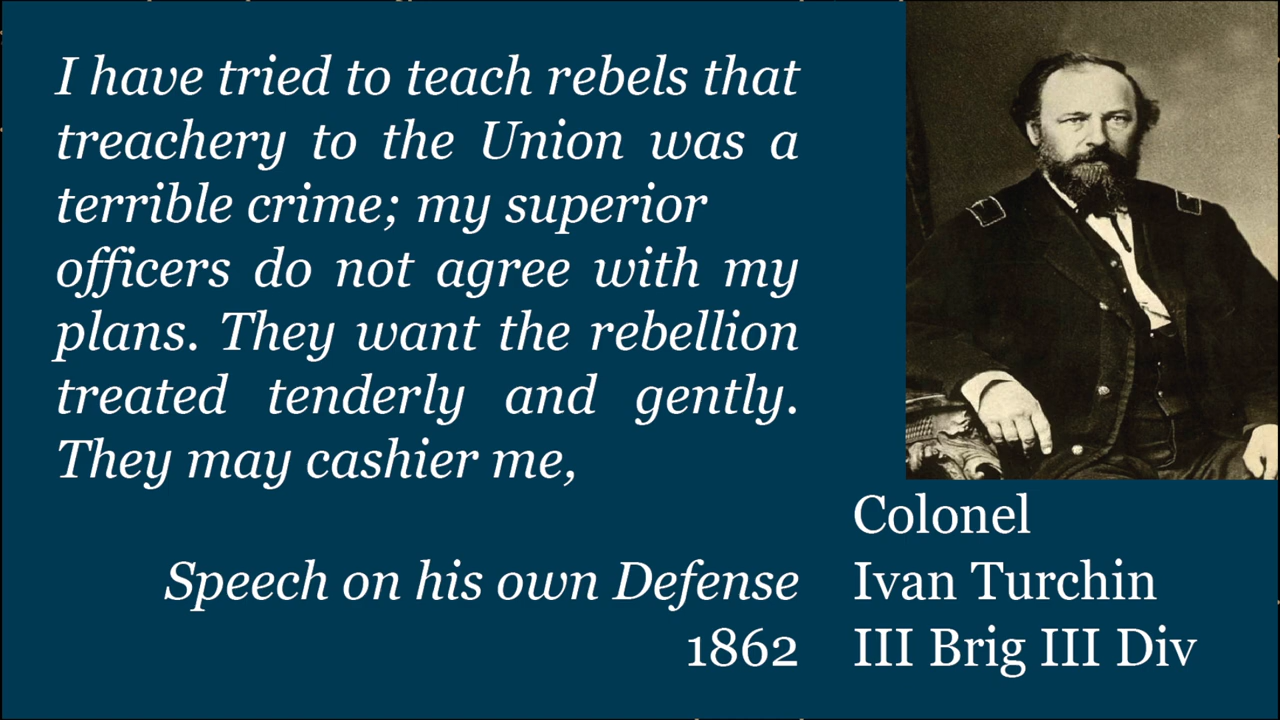 I have tried to teach rebels that
treachery to the Union was a
terrible crime; my superior
officers do not agree with my
plans. They want the rebellion
treated tenderly and gently.
They may cashier me,
Speech on his own Defense
1862
Colonel
Ivan Turchin
III Brig III Div